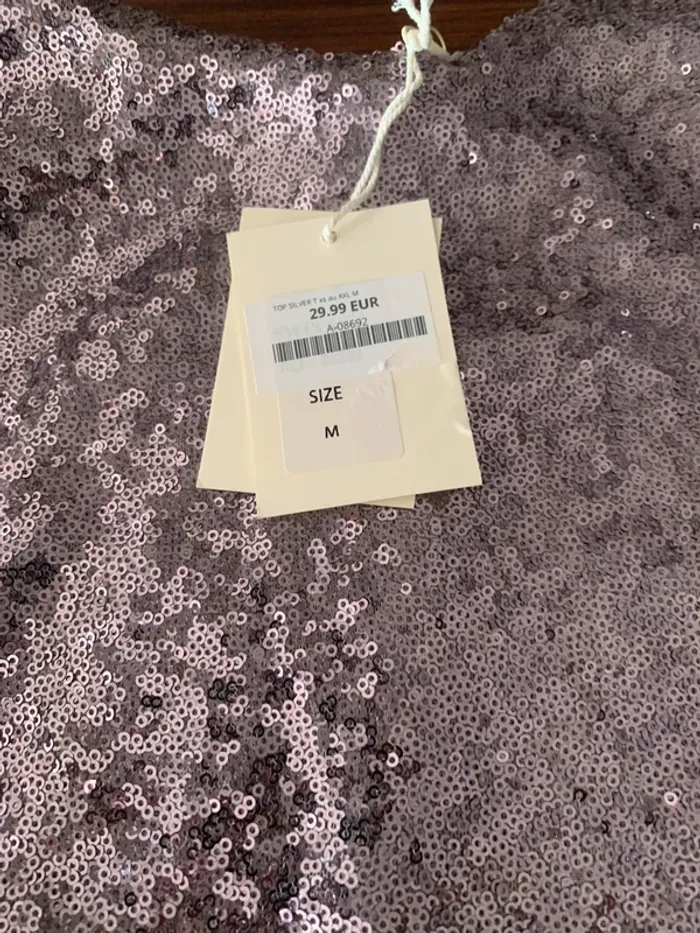 TOP SILVER T xs au XXL M
29.99 EUR
A-08692
SIZE
M